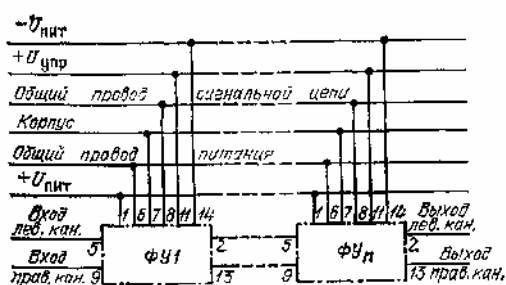 −Uпит
+Uупр
Общий провод сигнальной цепи
Корпус
Общий провод питания
+Uпит
1 6 7 8 11 14
1 6 7 8 11 14
Вход лев. кан.
5
ФУ1
2
5
ФУn
2
Выход лев. кан.
Вход прав. кан.
9
13
9
13
Выход прав. кан.